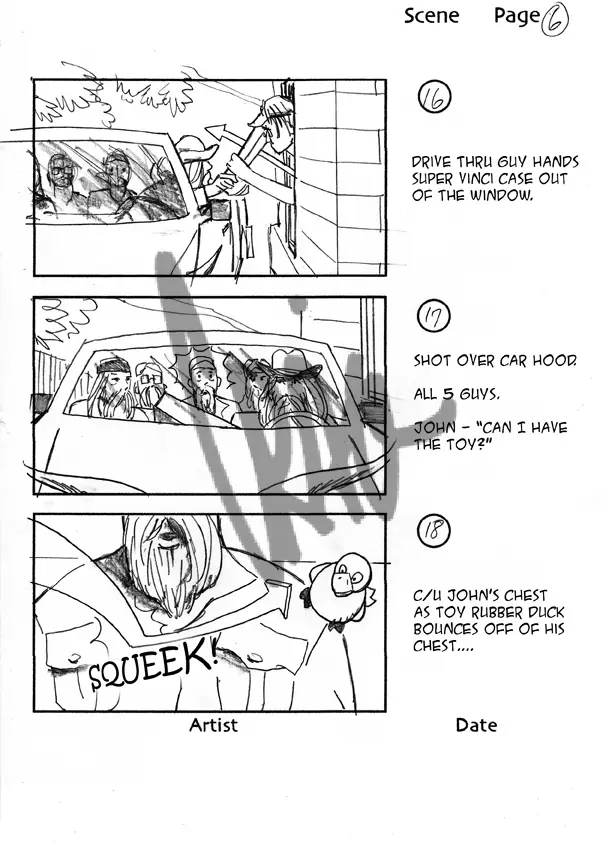 Scene Page 6
16
DRIVE THRU GUY HANDS
SUPER VINCI CASE OUT
OF THE WINDOW.
17
SHOT OVER CAR HOOD.
ALL 5 GUYS.
JOHN - "CAN I HAVE
THE TOY?"
18
C/U JOHN'S CHEST
AS TOY RUBBER DUCK
BOUNCES OFF OF HIS
CHEST....
SQUEEK!
Artist Date